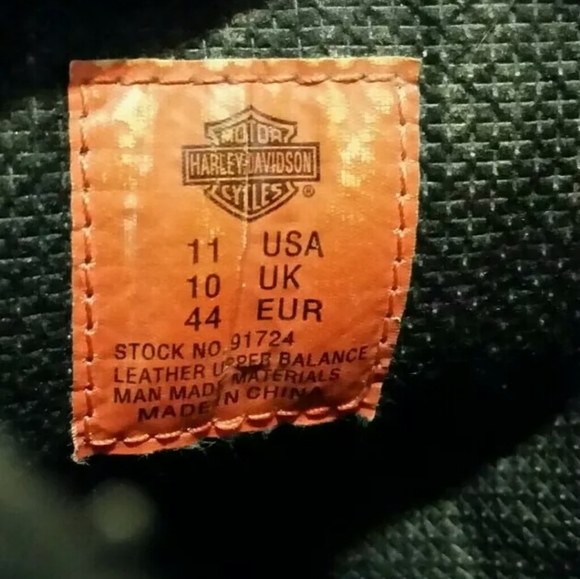 MOTOR
HARLEY-DAVIDSON
CYCLES ®
11 USA
10 UK
44 EUR
STOCK NO. 91724
LEATHER UPPER BALANCE
MAN MADE MATERIALS
MADE IN CHINA